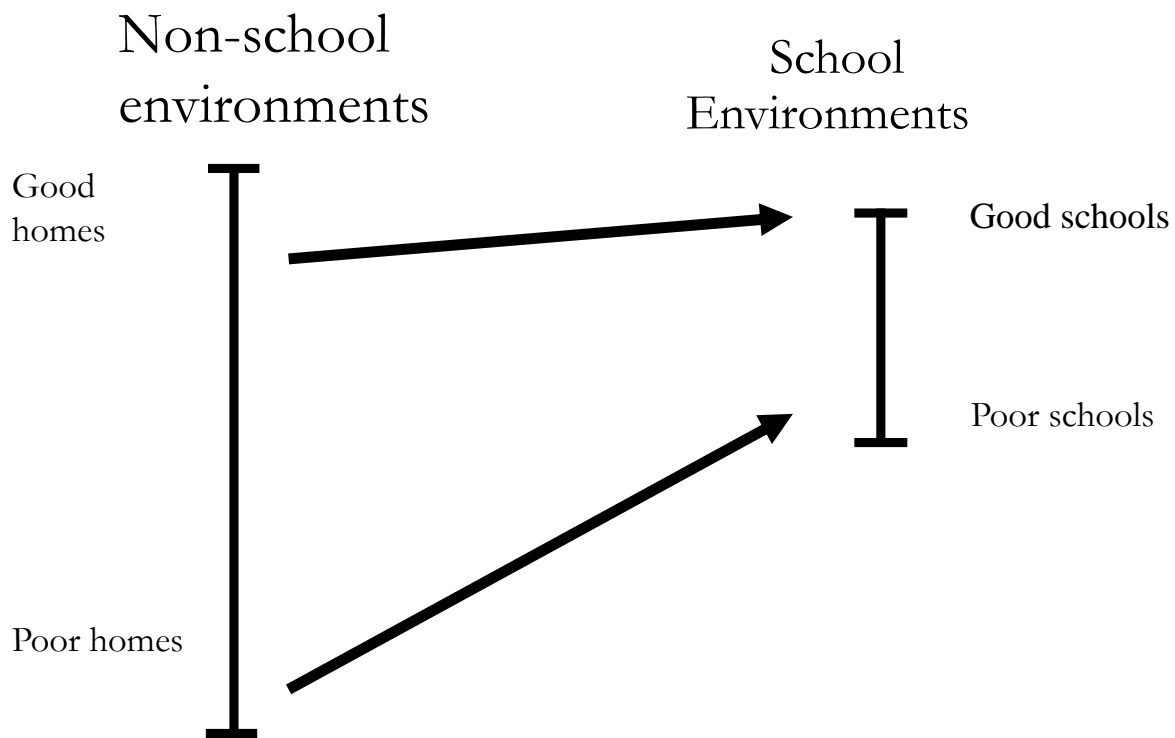 Non-school
environments
School
Environments
Good
homes
Good schools
Poor schools
Poor homes